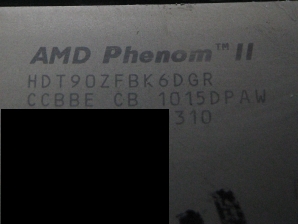 AMD Phenom™ II
HDT90ZFBK6DGR
CCBBE CB 1015DPAW
310